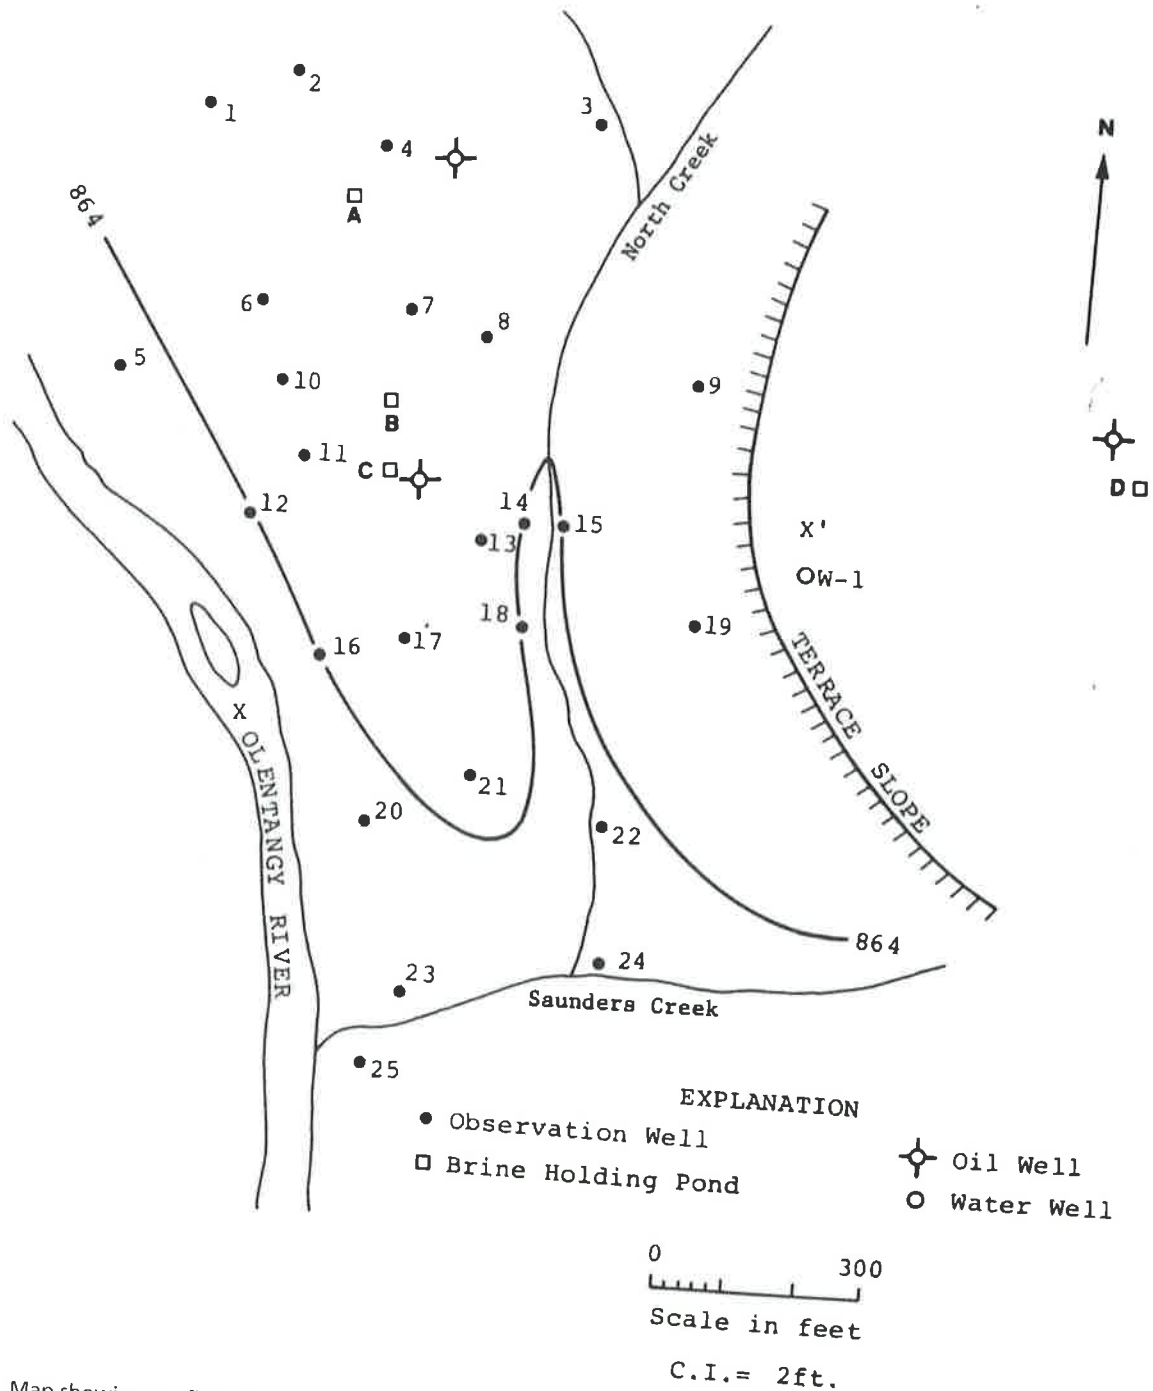 2
1
3
4
A
N
North Creek
864
6
7
8
5
10
9
B
11
C
D
12
14
15
13
X'
W-1
18
19
16
17
TERRACE SLOPE
X
OLENTANGY RIVER
21
20
22
864
24
23
Saunders Creek
25
EXPLANATION
Observation Well
Brine Holding Pond
Oil Well
Water Well
0 300
Scale in feet
C.I.= 2ft.